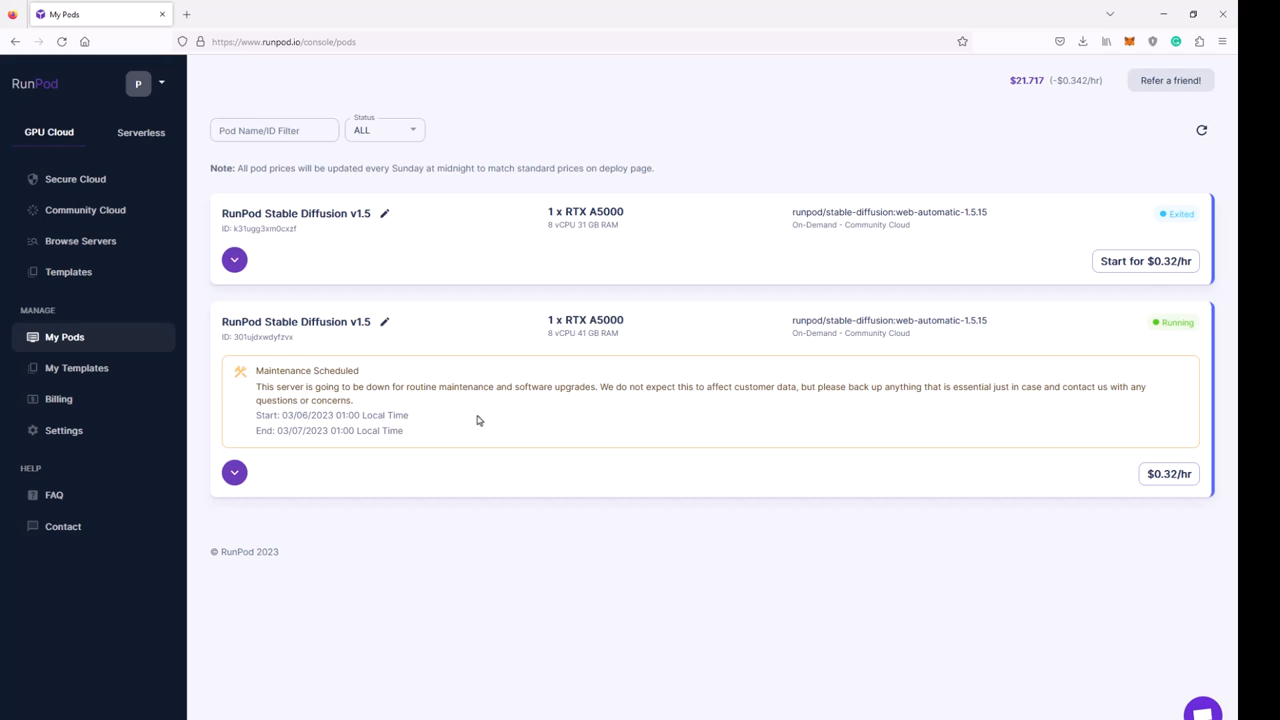 My Pods
https://www.runpod.io/console/pods
RunPod
P
GPU Cloud
Serverless
Secure Cloud
Community Cloud
Browse Servers
Templates
MANAGE
My Pods
My Templates
Billing
Settings
HELP
FAQ
Contact
$21.717 (-$0.342/hr)
Refer a friend!
Pod Name/ID Filter
Status
ALL
Note: All pod prices will be updated every Sunday at midnight to match standard prices on deploy page.
RunPod Stable Diffusion v1.5
ID: k31ugg3xm0cxzf
1 x RTX A5000
8 vCPU 31 GB RAM
runpod/stable-diffusion:web-automatic-1.5.15
On-Demand - Community Cloud
Exited
Start for $0.32/hr
RunPod Stable Diffusion v1.5
ID: 301ujdxwdyfzvx
1 x RTX A5000
8 vCPU 41 GB RAM
runpod/stable-diffusion:web-automatic-1.5.15
On-Demand - Community Cloud
Running
Maintenance Scheduled
This server is going to be down for routine maintenance and software upgrades. We do not expect this to affect customer data, but please back up anything that is essential just in case and contact us with any
questions or concerns.
Start: 03/06/2023 01:00 Local Time
End: 03/07/2023 01:00 Local Time
$0.32/hr
© RunPod 2023